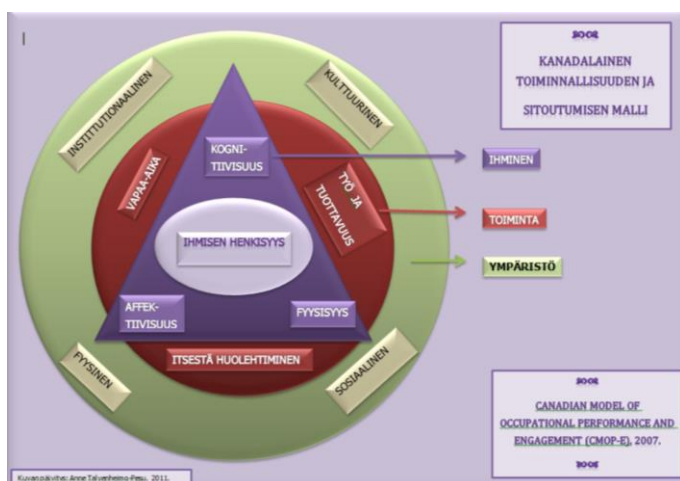 KANADALAINEN
TOIMINNALLISUUDEN JA
SITOUTUMISEN MALLI
INSTITUTIONAALINEN
KULTTUURINEN
KOGNI-
TIIVISUUS
IHMINEN
VAPAA-AIKA
TYÖ JA
TUOTTAVUUS
TOIMINTA
IHMISEN HENKISYYS
YMPÄRISTÖ
AFFEK-
TIIVISUUS
FYYSISYYS
ITSESTÄ HUOLEHTIMINEN
FYYSINEN
SOSIAALINEN
CANADIAN MODEL OF
OCCUPATIONAL PERFORMANCE AND
ENGAGEMENT (CMOP-E), 2007.
Kuvan päivitys: Anne Talvenheimo-Pesu, 2011.